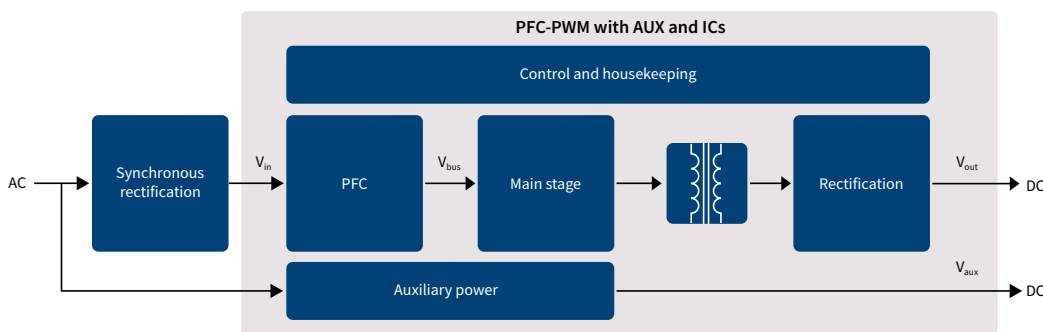 PFC-PWM with AUX and ICs
Control and housekeeping
AC
Synchronous
rectification
Vin
PFC
Vbus
Main stage
Rectification
Vout
DC
Auxiliary power
Vaux
DC